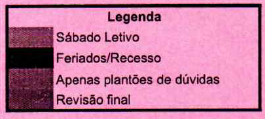 Legenda
Sábado Letivo
Feriados/Recesso
Apenas plantões de dúvidas
Revisão final